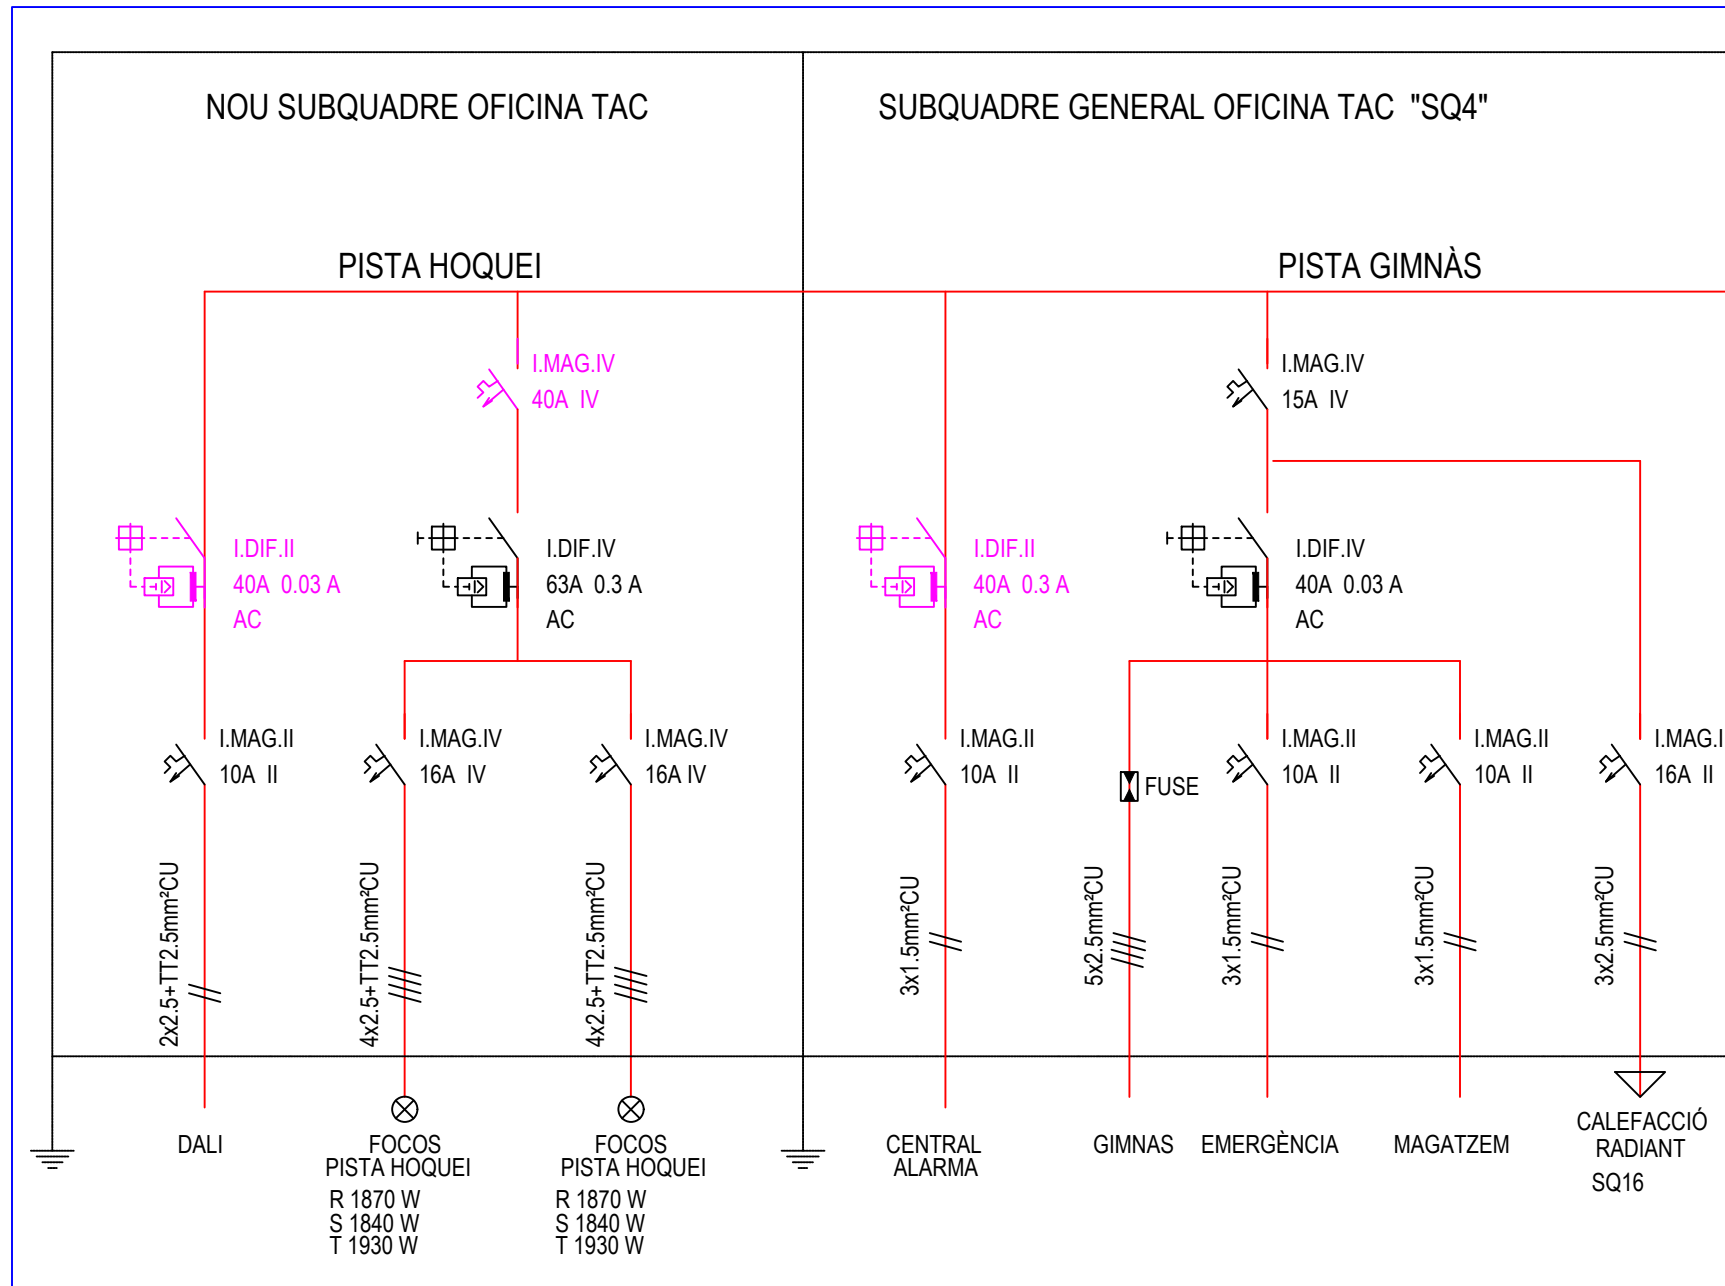 NOU SUBQUADRE OFICINA TAC
SUBQUADRE GENERAL OFICINA TAC "SQ4"
PISTA HOQUEI
PISTA GIMNÀS
I.MAG.IV
40A IV
I.MAG.IV
15A IV
I.DIF.II
40A 0.03 A
AC
I.DIF.IV
63A 0.3 A
AC
I.DIF.II
40A 0.3 A
AC
I.DIF.IV
40A 0.03 A
AC
I.MAG.II
10A II
I.MAG.IV
16A IV
I.MAG.IV
16A IV
I.MAG.II
10A II
FUSE
I.MAG.II
10A II
I.MAG.II
10A II
I.MAG.I
16A II
2x2.5+TT2.5mm²CU
4x2.5+TT2.5mm²CU
4x2.5+TT2.5mm²CU
3x1.5mm²CU
5x2.5mm²CU
3x1.5mm²CU
3x1.5mm²CU
3x2.5mm²CU
DALI
FOCOS
PISTA HOQUEI
R 1870 W
S 1840 W
T 1930 W
FOCOS
PISTA HOQUEI
R 1870 W
S 1840 W
T 1930 W
CENTRAL
ALARMA
GIMNAS
EMERGÈNCIA
MAGATZEM
CALEFACCIÓ
RADIANT
SQ16